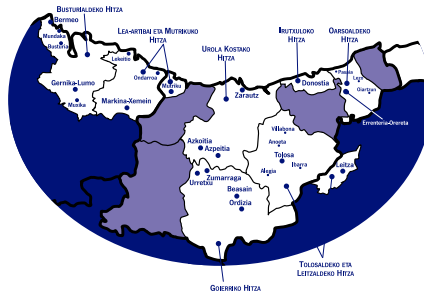 Busturialdeko Hitza
Bermeo
Mundaka
Busturia
Gernika-Lumo
Muxika
Lea-artibai eta Mutrikuko
Hitza
Lekeitio
Ondarroa
Mutriku
Markina-Xemein
Urola Kostako
Hitza
Zarautz
Azkoitia
Azpeitia
Irutxuloko
Hitza
Donostia
Oarsoaldeko
Hitza
Pasaia
Lezo
Oiartzun
Errenteria-Orereta
Villabona
Anoeta
Tolosa
Ibarra
Alegia
Leitza
Urretxu
Zumarraga
Beasain
Ordizia
Goierriko Hitza
Tolosaldeko
eta
Leitzaldeko Hitza